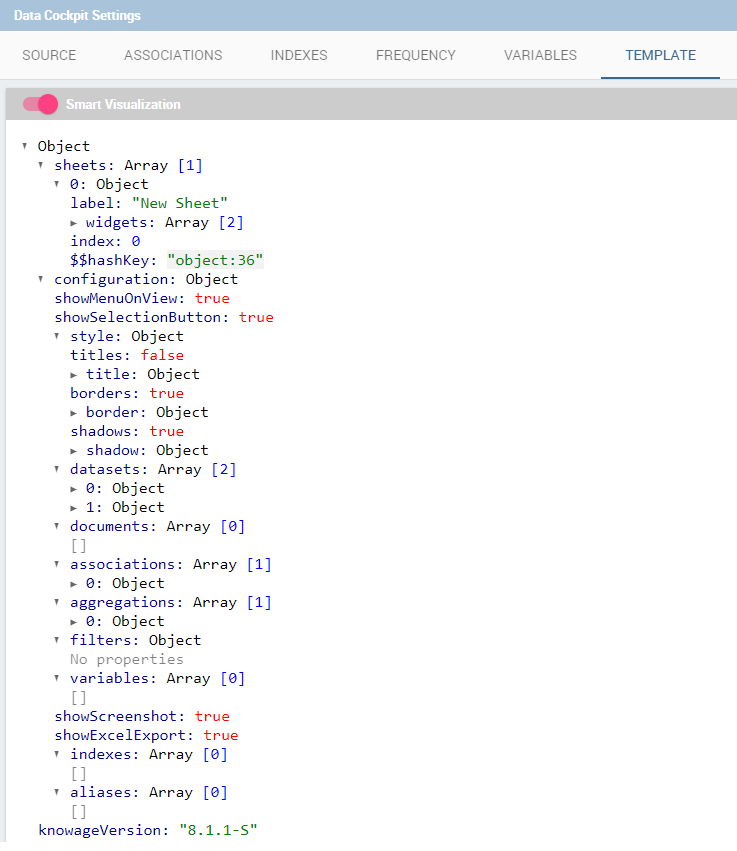 Data Cockpit Settings
SOURCE ASSOCIATIONS INDEXES FREQUENCY VARIABLES TEMPLATE
Smart Visualization
Object
sheets: Array [1]
0: Object
label: "New Sheet"
widgets: Array [2]
index: 0
$$hashKey: "object:36"
configuration: Object
showMenuOnView: true
showSelectionButton: true
style: Object
titles: false
title: Object
borders: true
border: Object
shadows: true
shadow: Object
datasets: Array [2]
0: Object
1: Object
documents: Array [0]
[]
associations: Array [1]
0: Object
aggregations: Array [1]
0: Object
filters: Object
No properties
variables: Array [0]
[]
showScreenshot: true
showExcelExport: true
indexes: Array [0]
[]
aliases: Array [0]
[]
knowageVersion: "8.1.1-S"